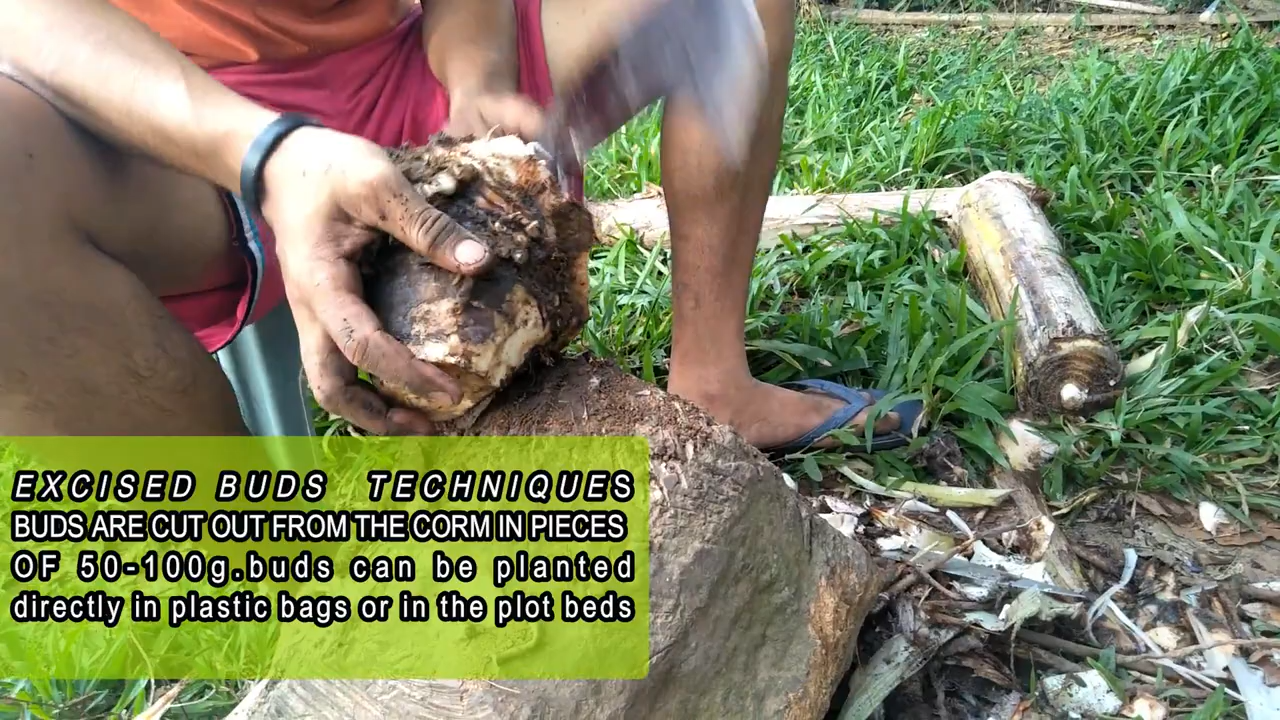 EXCISED BUDS TECHNIQUES
BUDS ARE CUT OUT FROM THE CORM IN PIECES
OF 50-100g.buds can be planted
directly in plastic bags or in the plot beds